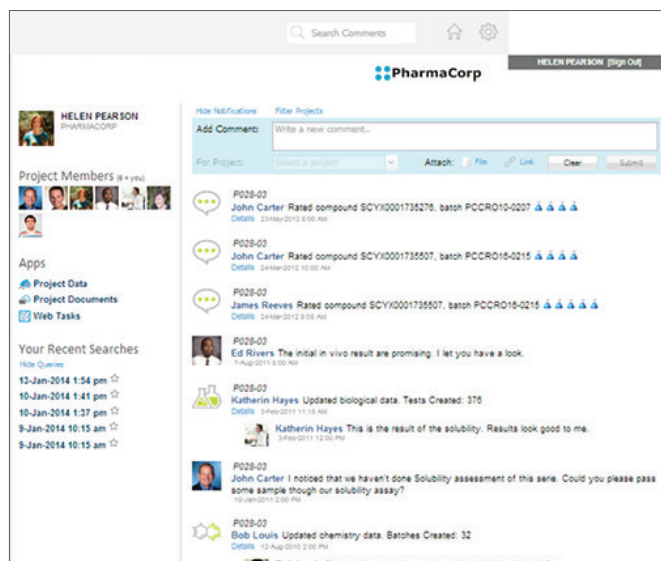 Search Comments
HELEN PEARSON [Sign Out]
PharmaCorp
HELEN PEARSON
PHARMACORP
Project Members (6 + you)
Apps
Project Data
Project Documents
Web Tasks
Your Recent Searches
Hide Queries
13-Jan-2014 1:54 pm
10-Jan-2014 1:41 pm
10-Jan-2014 1:37 pm
9-Jan-2014 10:15 am
9-Jan-2014 10:15 am
Hide Notifications Filter Projects
Add Comment: Write a new comment..
For Project: Select a project Attach: File Link Clear Submit
P028-03
John Carter Rated compound SCYX0001735276, batch PCCRO10-0207
Details 23-May-2012 8:00 AM
P028-03
John Carter Rated compound SCYX0001735507, batch PCCRO16-0215
Details 24-Mar-2012 10:00 AM
P028-03
James Reeves Rated compound SCYX0001735507, batch PCCRO16-0215
Details 24-Mar-2012 8:05 AM
P028-03
Ed Rivers The initial in vivo result are promising. I let you have a look.
7-Aug-2011 8:00 AM
P028-03
Katherin Hayes Updated biological data. Tests Created: 376
Details 3-Feb-2011 11:15 AM
Katherin Hayes This is the result of the solubility. Results look good to me.
3-Feb-2011 12:00 PM
P028-03
John Carter I noticed that we haven't done Solubility assessment of this serie. Could you please pass
some sample though our solubility assay?
15-Jan-2011 2:00 PM
P028-03
Bob Louis Updated chemistry data. Batches Created: 32
Details 12-Aug-2010 2:00 PM